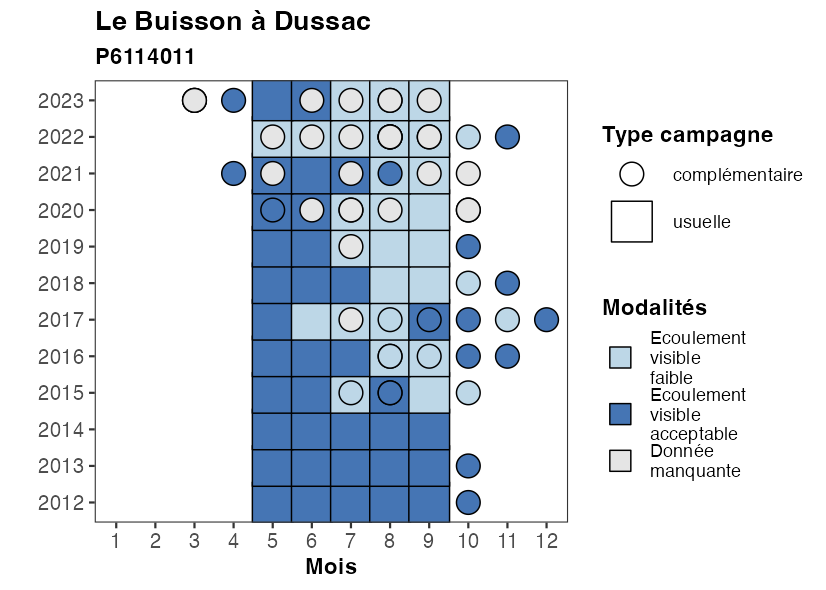 Le Buisson à Dussac
P6114011
2023
2022
2021
2020
2019
2018
2017
2016
2015
2014
2013
2012
1 2 3 4 5 6 7 8 9 10 11 12
Mois
Type campagne
complémentaire
usuelle
Modalités
Ecoulement
visible
faible
Ecoulement
visible
acceptable
Donnée
manquante